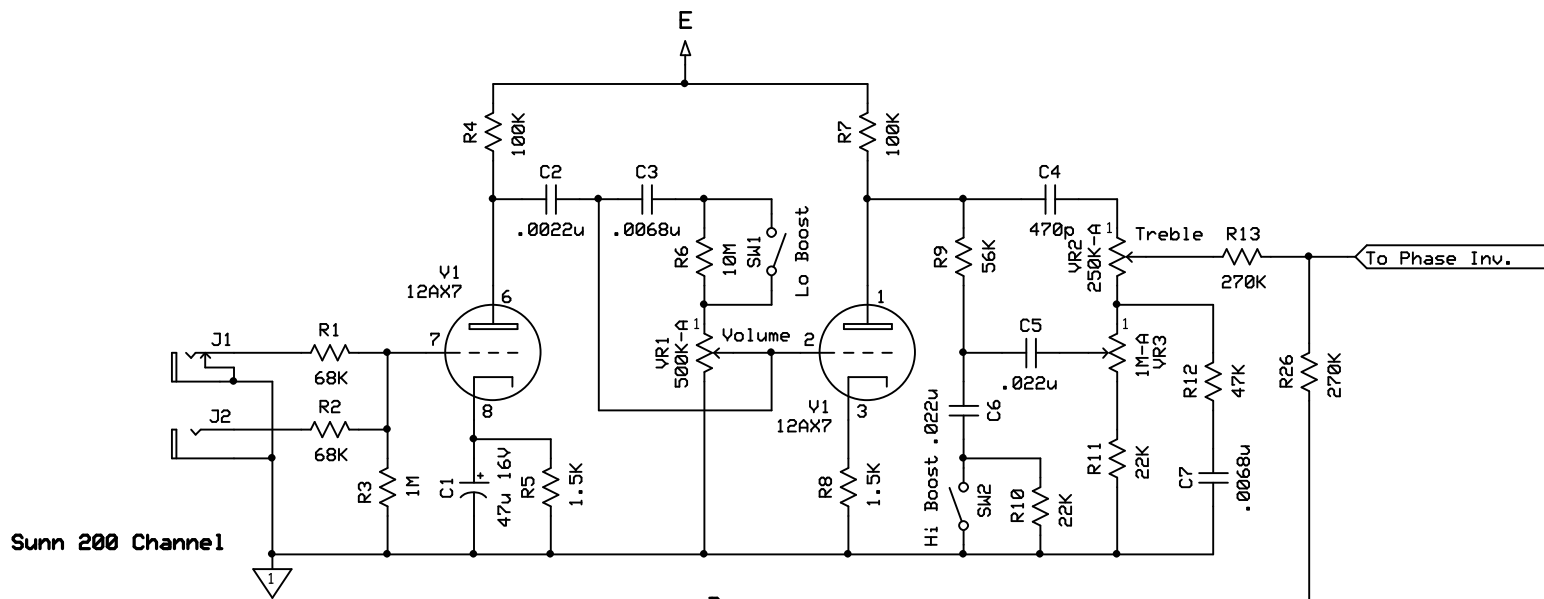 E
R4
100K
R7
100K
C2
.0022u
C3
.0068u
C4
470p
R6
10M
SW1
Lo Boost
R9
56K
1
VR2
250K-A
Treble
R13
270K
To Phase Inv.
V1
12AX7
6
7
8
1
VR1
500K-A
Volume
1
2
3
V1
12AX7
C5
.022u
1
1M-A
VR3
R12
47K
R26
270K
J1
R1
68K
J2
R2
68K
R3
1M
C1
+
47u 16V
R5
1.5K
R8
1.5K
.022u
C6
Hi Boost
SW2
R10
22K
R11
22K
C7
.0068u
Sunn 200 Channel
1